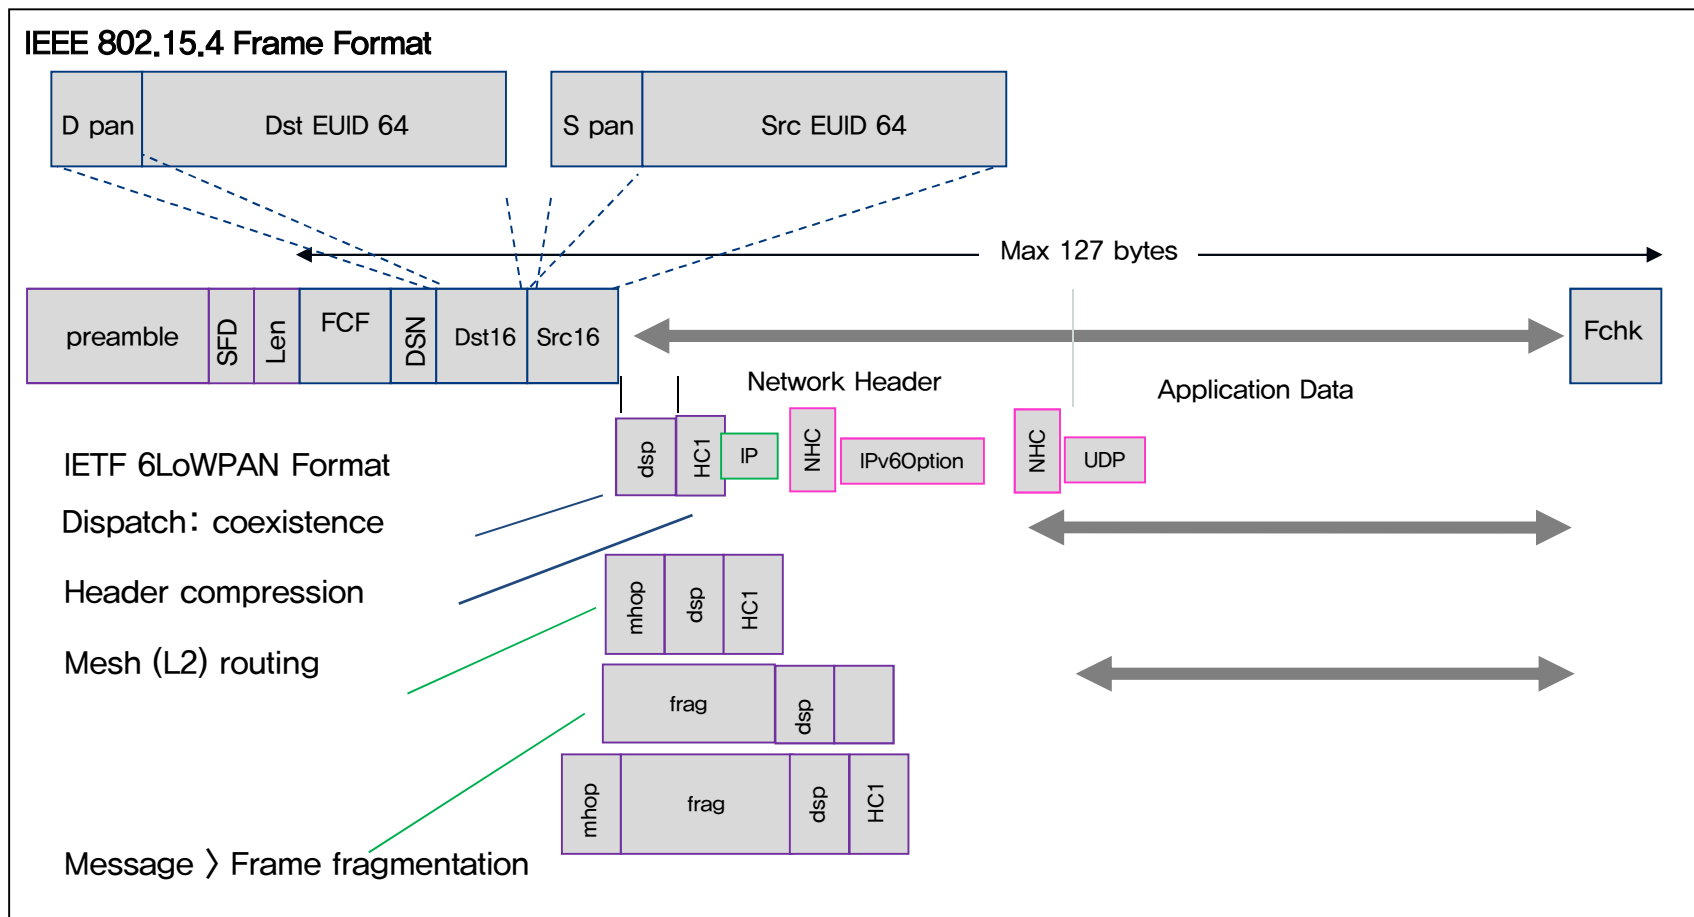 IEEE 802.15.4 Frame Format
D pan
Dst EUID 64
S pan
Src EUID 64
Max 127 bytes
preamble
SFD
Len
FCF
DSN
Dst16
Src16
Fchk
Network Header
Application Data
IETF 6LoWPAN Format
dsp
HC1
IP
NHC
IPv6Option
NHC
UDP
Dispatch: coexistence
Header compression
mhop
dsp
HC1
Mesh (L2) routing
frag
dsp
mhop
frag
dsp
HC1
Message 〉 Frame fragmentation